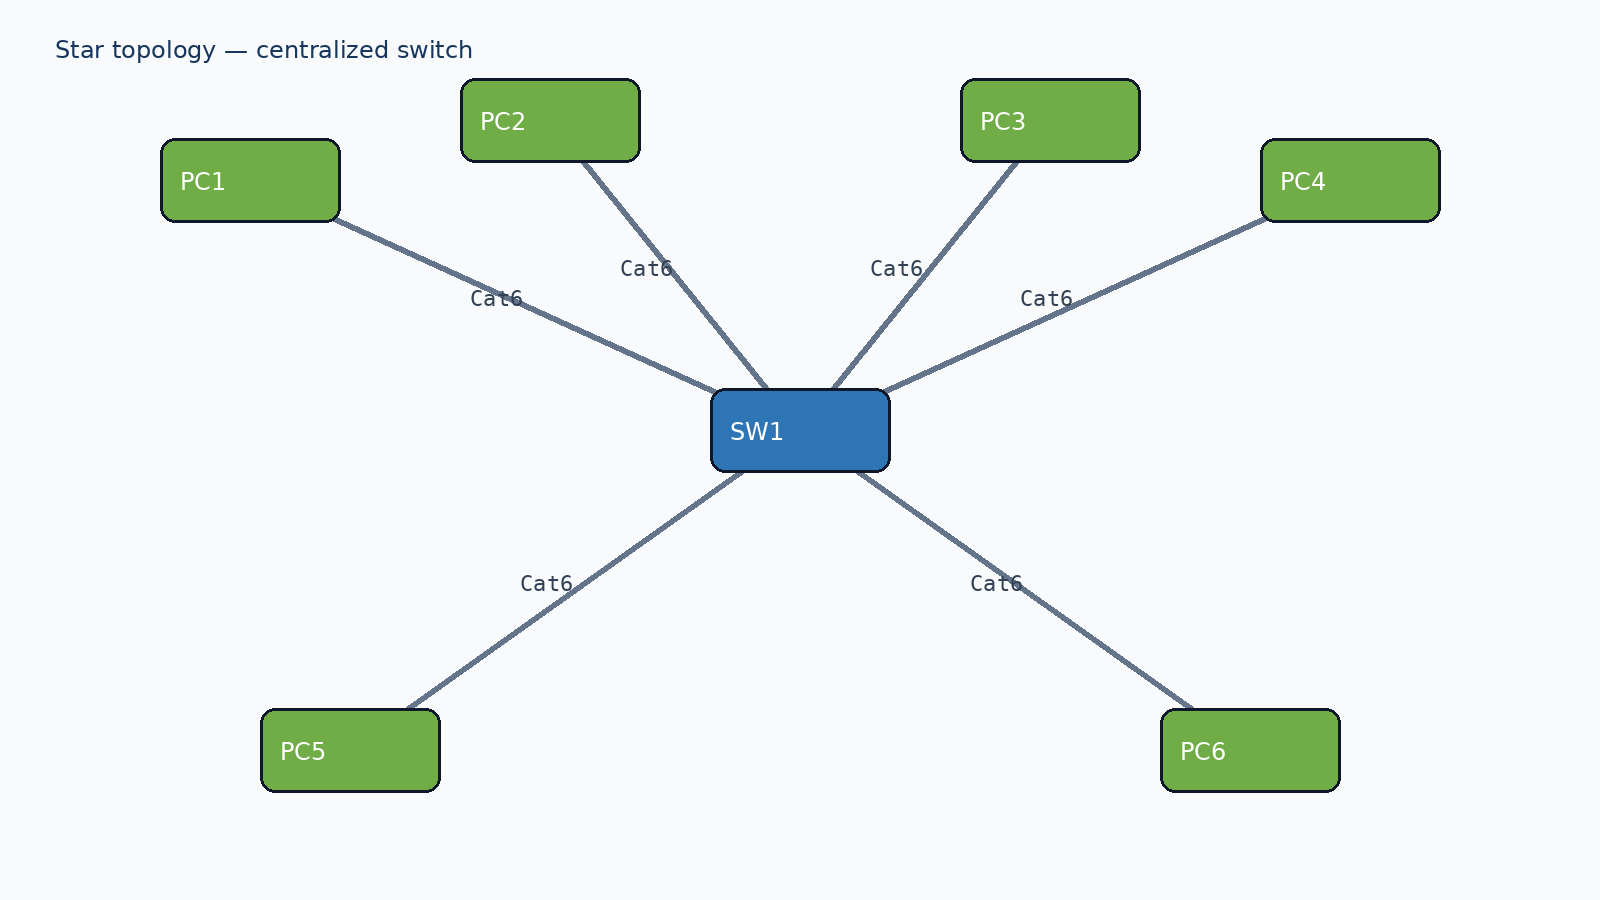 Star topology — centralized switch
PC2
PC3
PC1
PC4
Cat6
Cat6
Cat6
Cat6
SW1
Cat6
Cat6
PC5
PC6